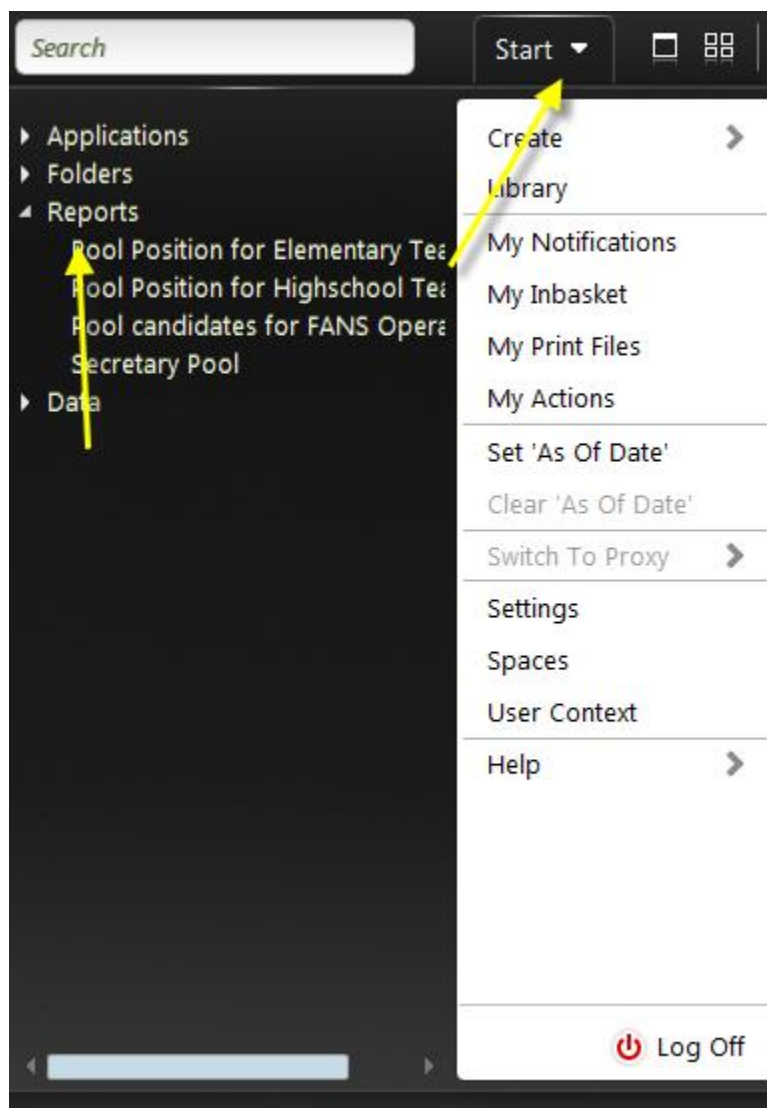 Search
Start
Applications
Folders
Reports
Pool Position for Elementary Tea
Pool Position for Highschool Tea
Pool candidates for FANS Opera
Secretary Pool
Data
Create
Library
My Notifications
My Inbasket
My Print Files
My Actions
Set 'As Of Date'
Clear 'As Of Date'
Switch To Proxy
Settings
Spaces
User Context
Help
Log Off